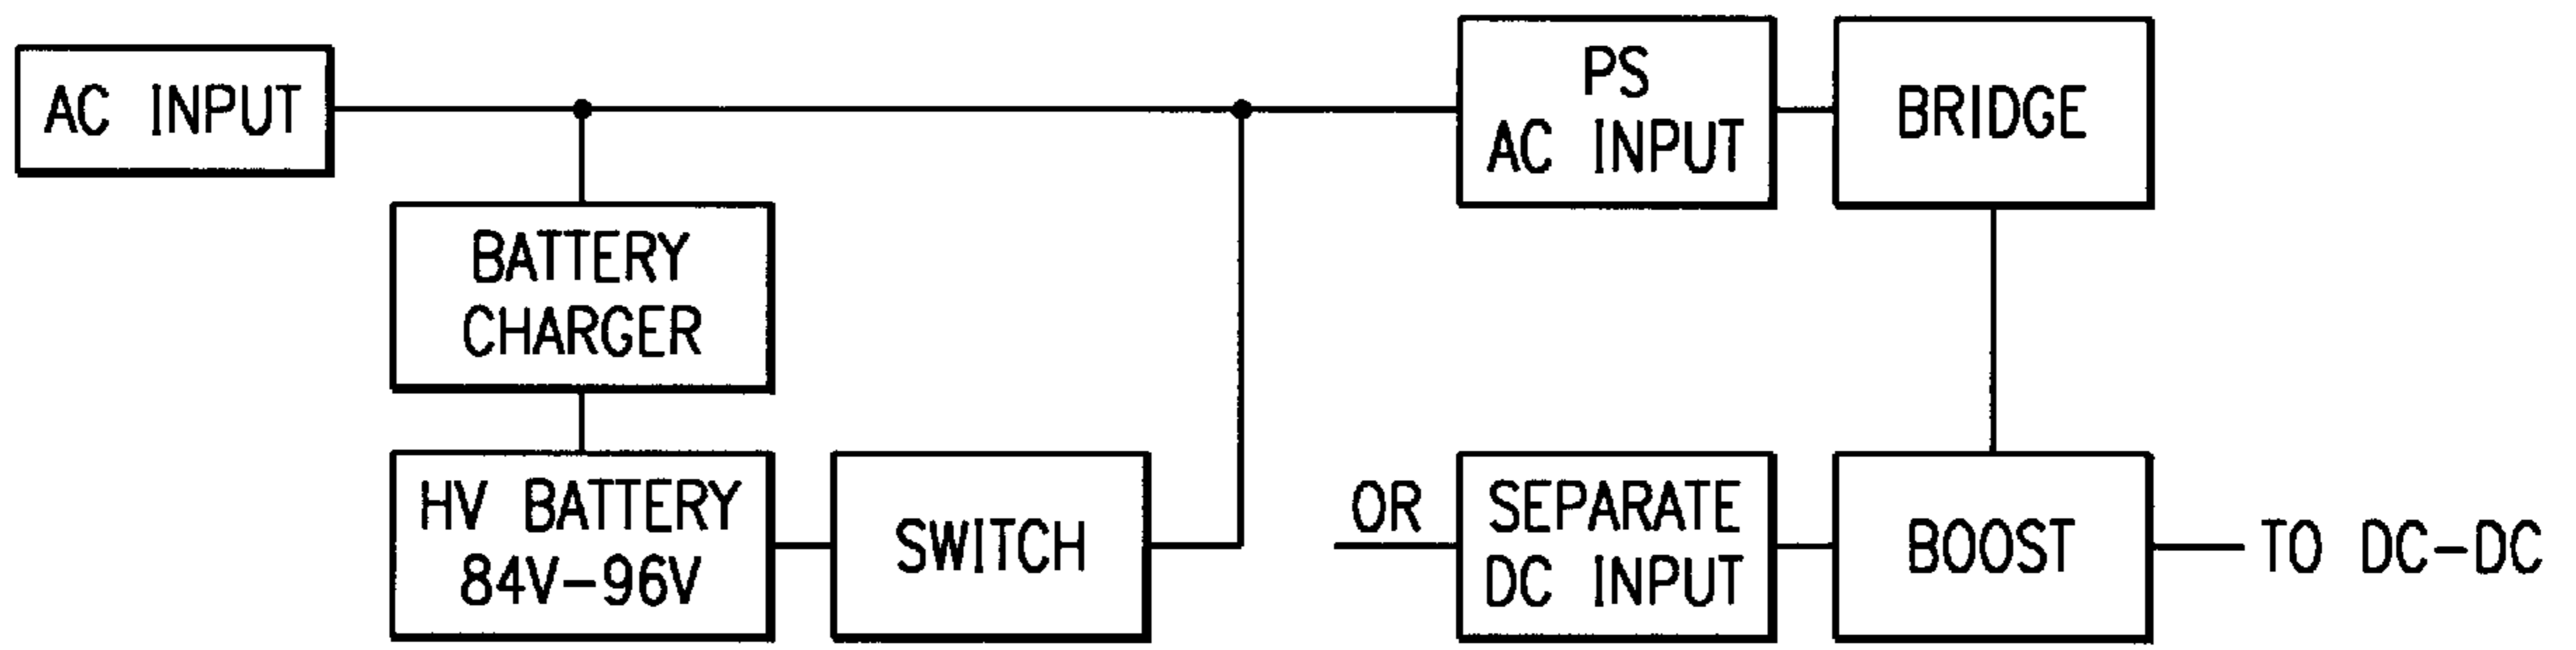 AC INPUT
PS
AC INPUT
BRIDGE
BATTERY
CHARGER
HV BATTERY
84V-96V
SWITCH
OR
SEPARATE
DC INPUT
BOOST
TO DC-DC